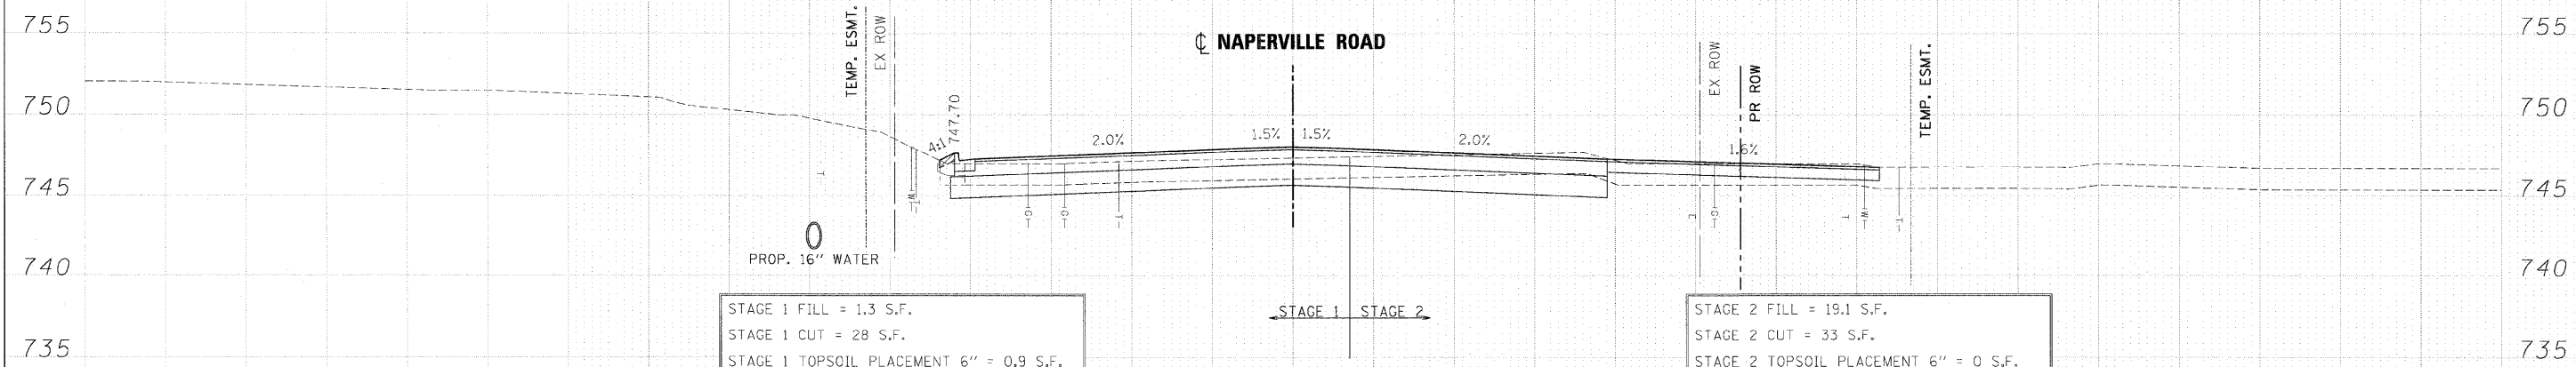 755
TEMP. ESMT.
EX ROW
℄ NAPERVILLE ROAD
EX ROW
PR ROW
TEMP. ESMT.
755
750
4:1
747.70
2.0%
1.5%
1.5%
2.0%
1.6%
750
745
T
W
T
G
G
T
T
G
T
W
T
745
740
PROP. 16" WATER
740
STAGE 1 FILL = 1.3 S.F.
STAGE 1 CUT = 28 S.F.
STAGE 1 TOPSOIL PLACEMENT 6" = 0.9 S.F.
STAGE 1
STAGE 2
STAGE 2 FILL = 19.1 S.F.
STAGE 2 CUT = 33 S.F.
STAGE 2 TOPSOIL PLACEMENT 6" = 0 S.F.
735
735